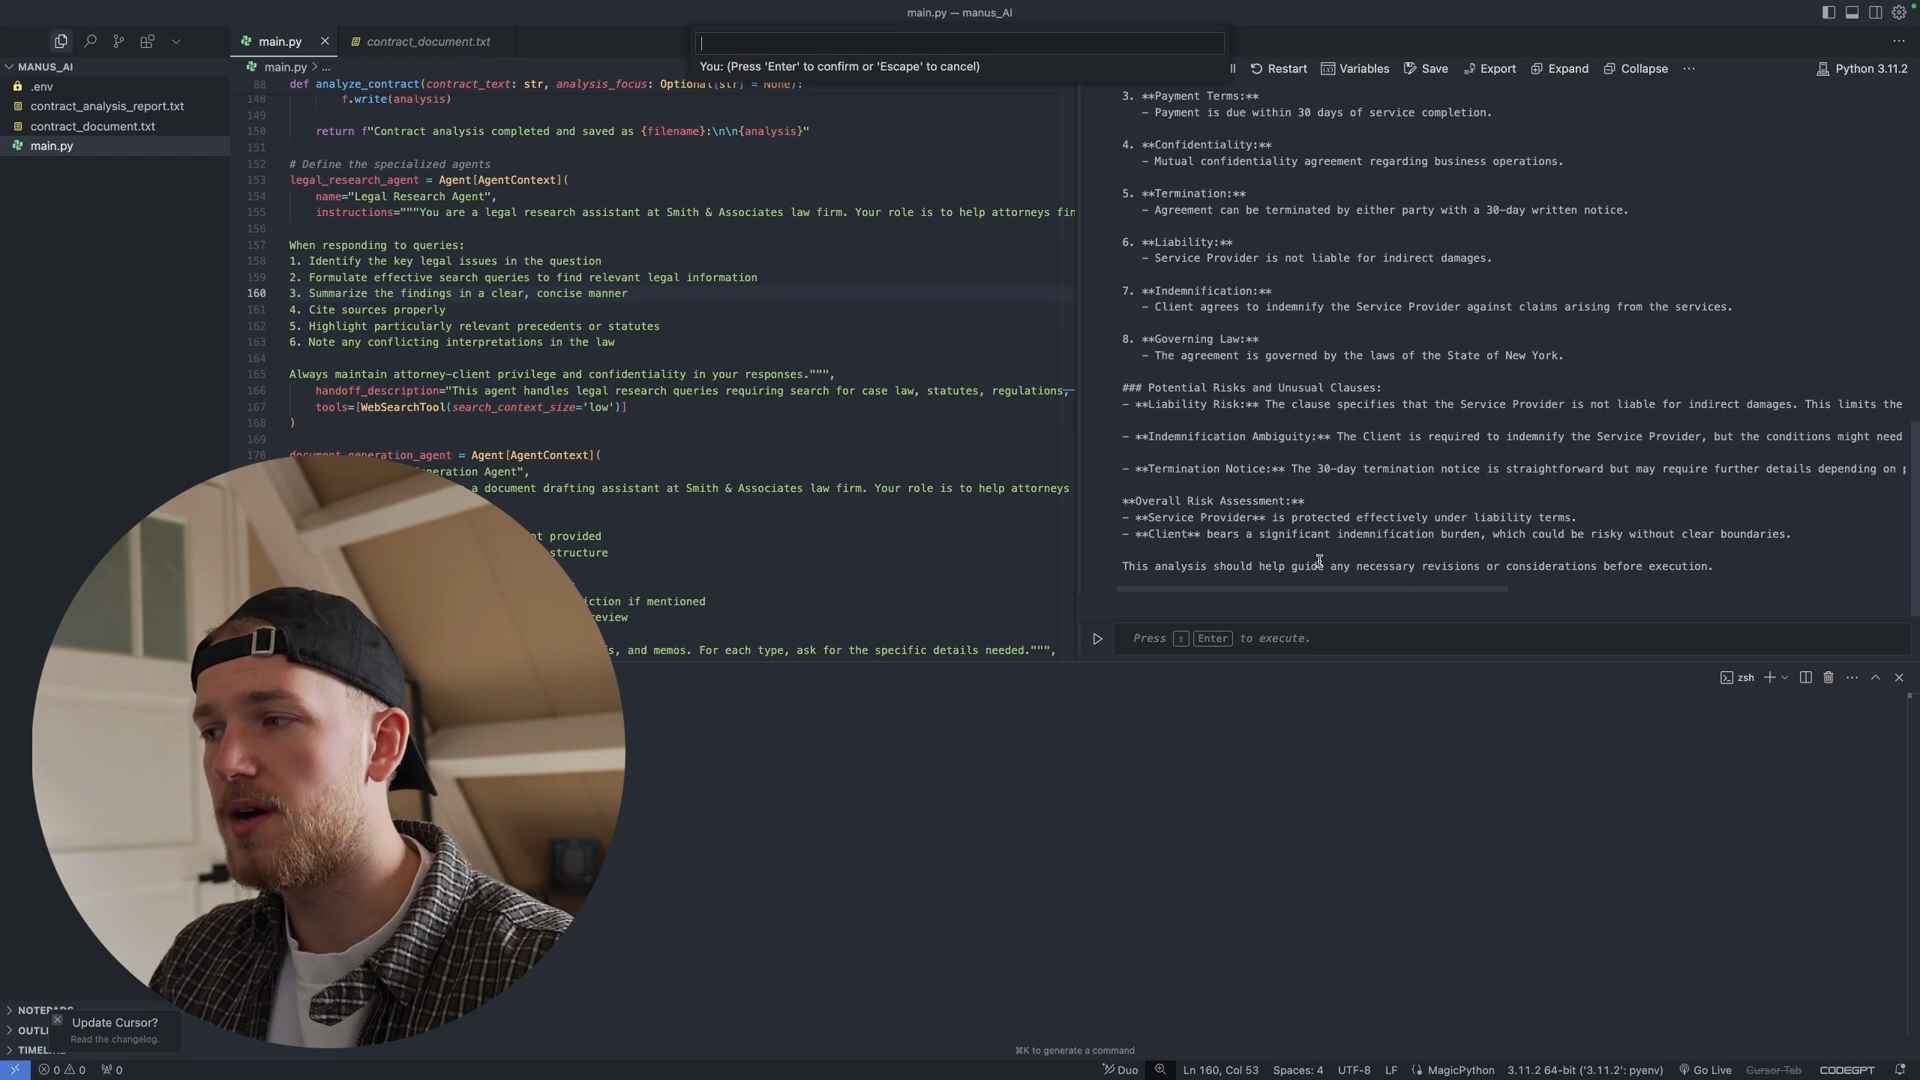 main.py — manus_AI
main.py
contract_document.txt
You: (Press 'Enter' to confirm or 'Escape' to cancel)
MANUS_AI
.env
contract_analysis_report.txt
contract_document.txt
main.py
main.py > ...
Restart
Variables
Save
Export
Expand
Collapse
Python 3.11.2
88 def analyze_contract(contract_text: str, analysis_focus: Optional[str] = None):
148 f.write(analysis)
149
150 return f"Contract analysis completed and saved as {filename}:\n\n{analysis}"
151
152 # Define the specialized agents
153 legal_research_agent = Agent[AgentContext](
154 name="Legal Research Agent",
155 instructions="""You are a legal research assistant at Smith & Associates law firm. Your role is to help attorneys fin
156
157 When responding to queries:
158 1. Identify the key legal issues in the question
159 2. Formulate effective search queries to find relevant legal information
160 3. Summarize the findings in a clear, concise manner
161 4. Cite sources properly
162 5. Highlight particularly relevant precedents or statutes
163 6. Note any conflicting interpretations in the law
164
165 Always maintain attorney-client privilege and confidentiality in your responses.""",
166 handoff_description="This agent handles legal research queries requiring search for case law, statutes, regulations,
167 tools=[WebSearchTool(search_context_size='low')]
168 )
169
170 document_generation_agent = Agent[AgentContext](
eneration Agent",
a document drafting assistant at Smith & Associates law firm. Your role is to help attorneys
nt provided
structure
iction if mentioned
review
s, and memos. For each type, ask for the specific details needed.""",
3. **Payment Terms:**
- Payment is due within 30 days of service completion.
4. **Confidentiality:**
- Mutual confidentiality agreement regarding business operations.
5. **Termination:**
- Agreement can be terminated by either party with a 30-day written notice.
6. **Liability:**
- Service Provider is not liable for indirect damages.
7. **Indemnification:**
- Client agrees to indemnify the Service Provider against claims arising from the services.
8. **Governing Law:**
- The agreement is governed by the laws of the State of New York.
### Potential Risks and Unusual Clauses:
- **Liability Risk:** The clause specifies that the Service Provider is not liable for indirect damages. This limits the
- **Indemnification Ambiguity:** The Client is required to indemnify the Service Provider, but the conditions might need
- **Termination Notice:** The 30-day termination notice is straightforward but may require further details depending on p
**Overall Risk Assessment:**
- **Service Provider** is protected effectively under liability terms.
- **Client** bears a significant indemnification burden, which could be risky without clear boundaries.
This analysis should help guide any necessary revisions or considerations before execution.
Press ⇧ Enter to execute.
zsh
NOTEPADS
OUTLI
TIMELINE
Update Cursor?
Read the changelog.
⌘K to generate a command
0 0 0
Duo
Ln 160, Col 53
Spaces: 4
UTF-8
LF
MagicPython
3.11.2 64-bit ('3.11.2': pyenv)
Go Live
Cursor Tab
CODEGPT